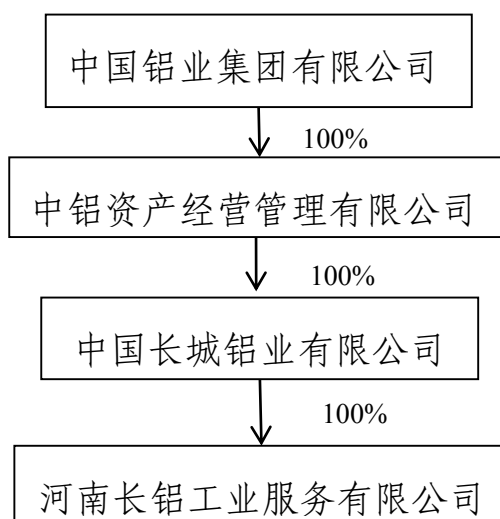 中国铝业集团有限公司
100%
中铝资产经营管理有限公司
100%
中国长城铝业有限公司
100%
河南长铝工业服务有限公司